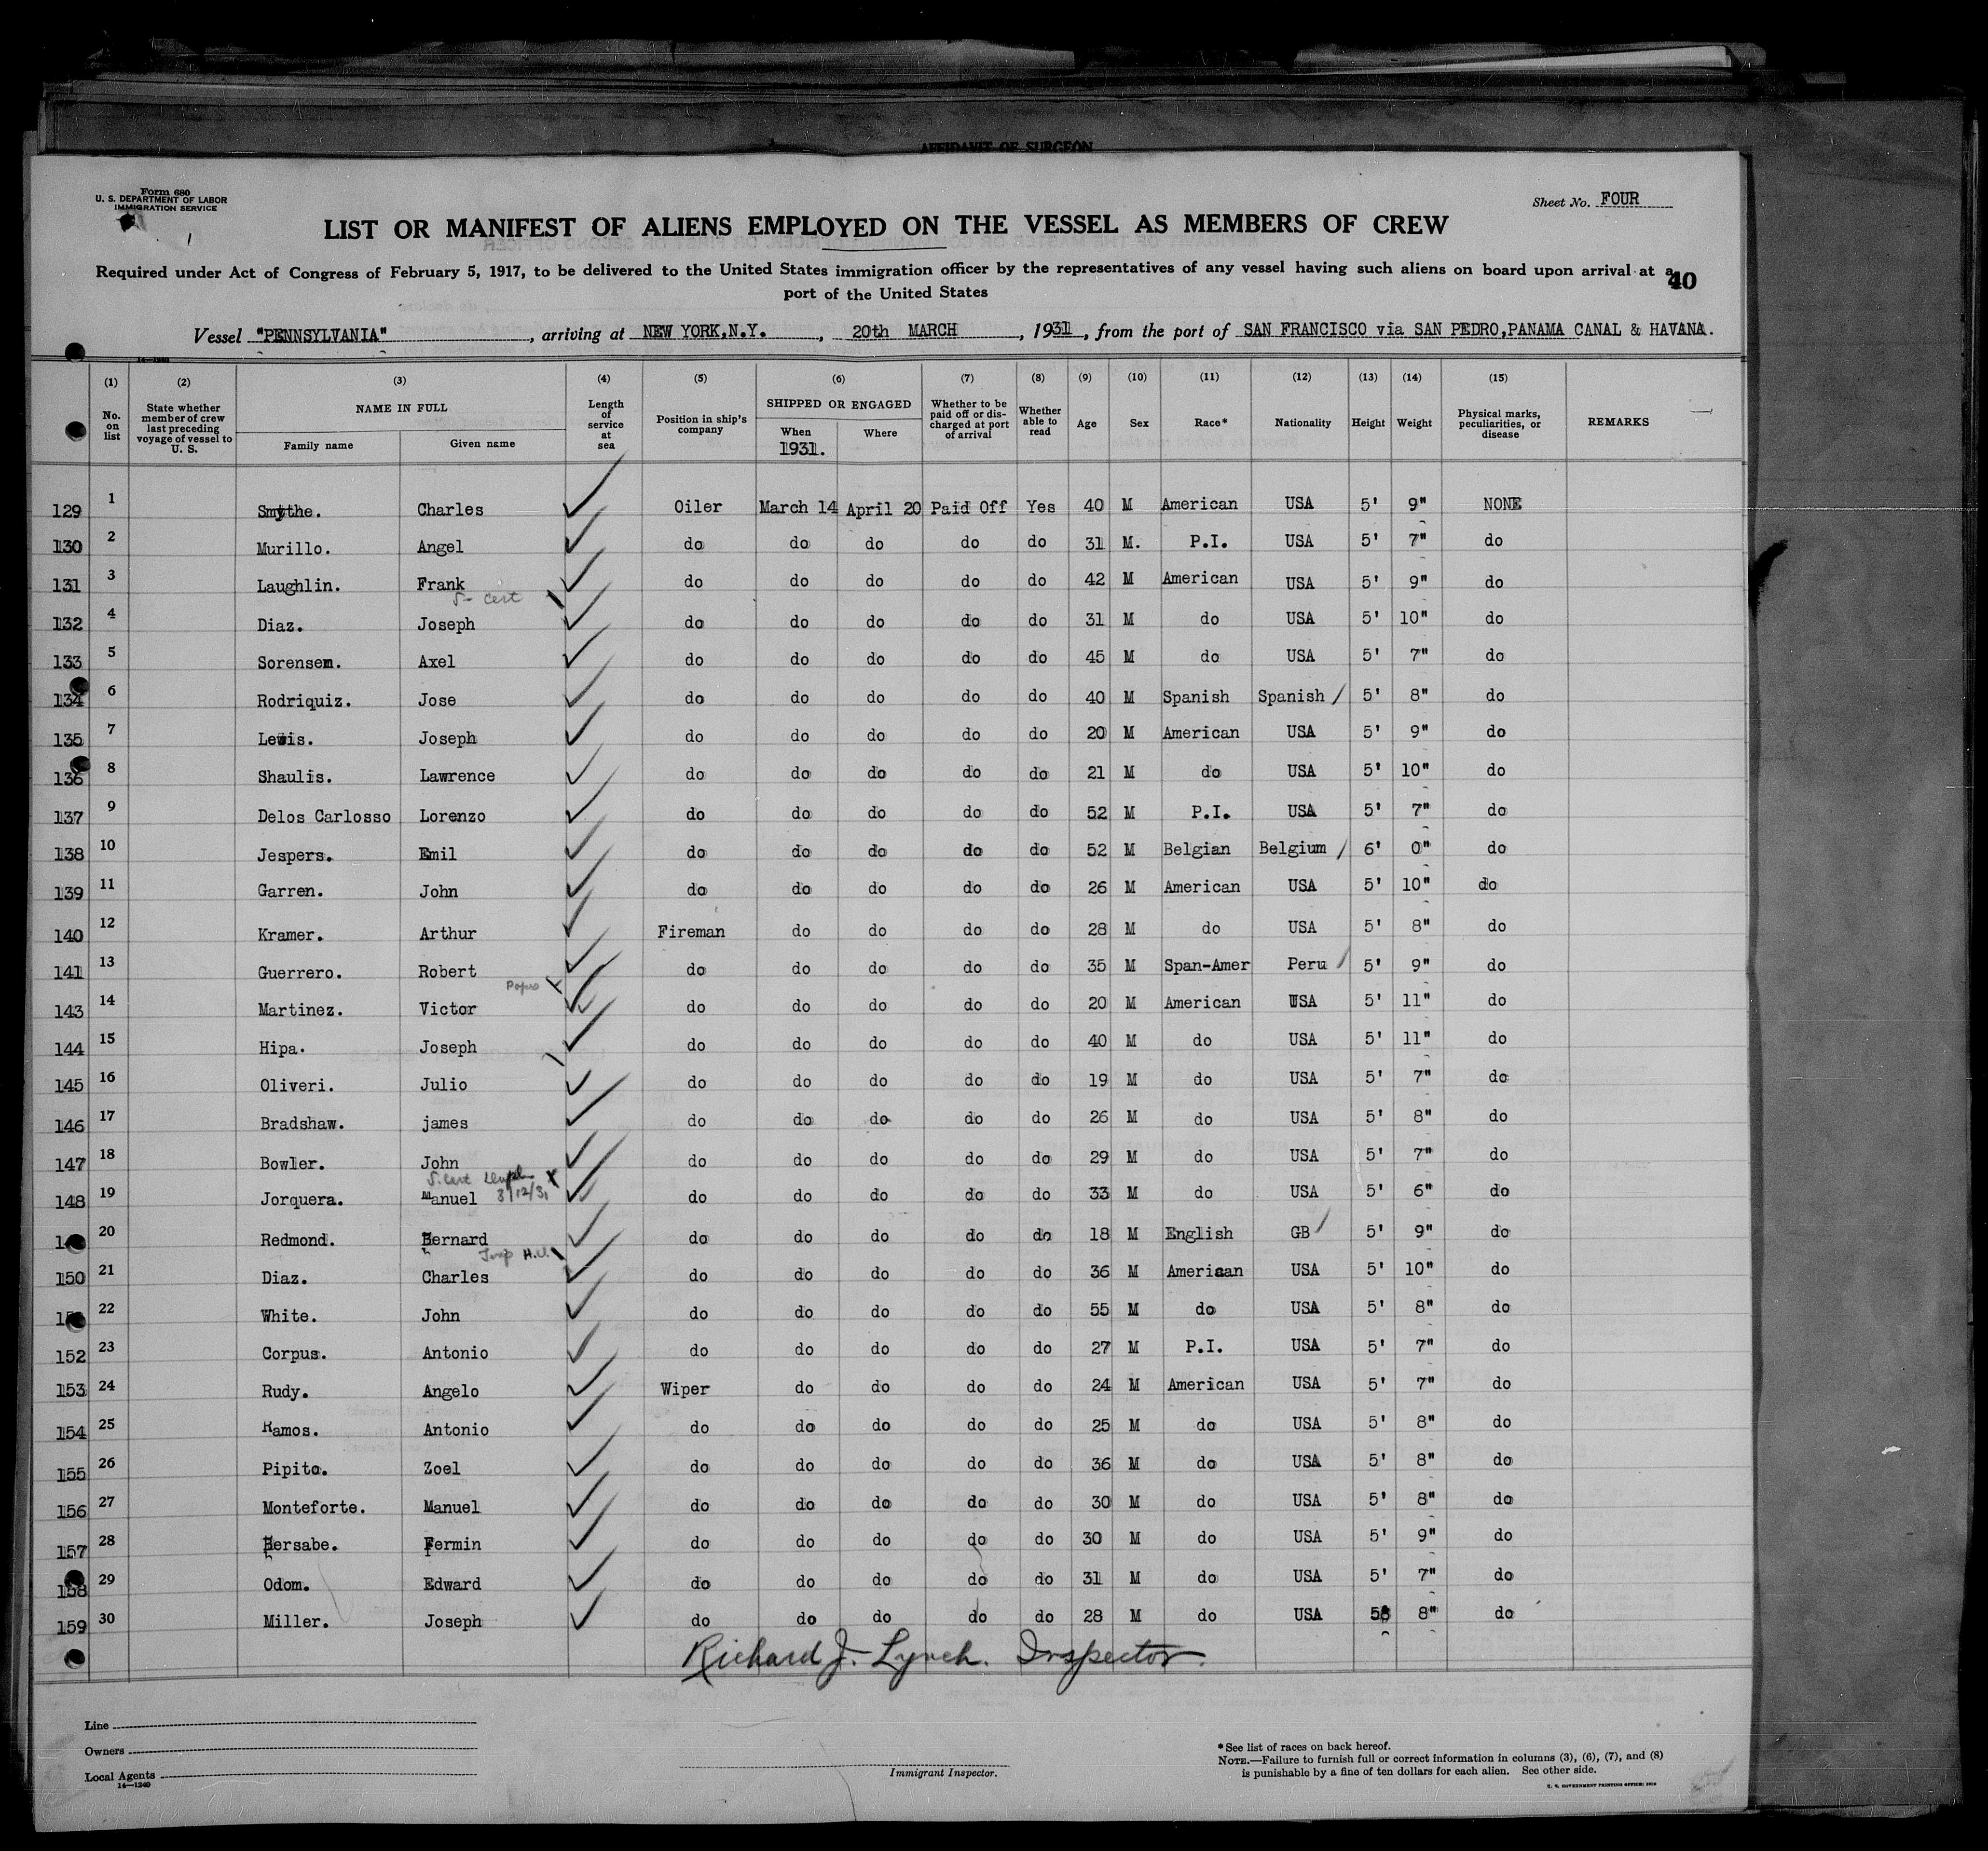 AFFIDAVIT OF SURGEON
Form 680
U. S. DEPARTMENT OF LABOR
IMMIGRATION SERVICE
Sheet No. FOUR
LIST OR MANIFEST OF ALIENS EMPLOYED ON THE VESSEL AS MEMBERS OF CREW
Required under Act of Congress of February 5, 1917, to be delivered to the United States immigration officer by the representatives of any vessel having such aliens on board upon arrival at a
port of the United States
40
Vessel "PENNSYLVANIA", arriving at NEW YORK,N.Y., 20th MARCH, 1931, from the port of SAN FRANCISCO via SAN PEDRO,PANAMA CANAL & HAVANA.
(1) No. on list (2) State whether member of crew last preceding voyage of vessel to U. S. (3) NAME IN FULL Family name Given name (4) Length of service at sea (5) Position in ship's company (6) SHIPPED OR ENGAGED When 1931. Where (7) Whether to be paid off or discharged at port of arrival (8) Whether able to read (9) Age (10) Sex (11) Race* (12) Nationality (13) Height (14) Weight (15) Physical marks, peculiarities, or disease REMARKS
129 1 Smythe. Charles Oiler March 14 April 20 Paid Off Yes 40 M American USA 5' 9" NONE
130 2 Murillo. Angel do do do do do 31 M. P.I. USA 5' 7" do
131 3 Laughlin. Frank do do do do do 42 M American USA 5' 9" do
S- cert
132 4 Diaz. Joseph do do do do do 31 M do USA 5' 10" do
133 5 Sorensem. Axel do do do do do 45 M do USA 5' 7" do
134 6 Rodriquiz. Jose do do do do do 40 M Spanish Spanish / 5' 8" do
135 7 Lewis. Joseph do do do do do 20 M American USA 5' 9" do
136 8 Shaulis. Lawrence do do do do do 21 M do USA 5' 10" do
137 9 Delos Carlosso Lorenzo do do do do do 52 M P.I. USA 5' 7" do
138 10 Jespers. Emil do do do do do 52 M Belgian Belgium / 6' 0" do
139 11 Garren. John do do do do do 26 M American USA 5' 10" do
140 12 Kramer. Arthur Fireman do do do do 28 M do USA 5' 8" do
141 13 Guerrero. Robert do do do do do 35 M Span-Amer Peru / 5' 9" do
143 14 Martinez. Victor do do do do do 20 M American USA 5' 11" do
144 15 Hipa. Joseph do do do do do 40 M do USA 5' 11" do
145 16 Oliveri. Julio do do do do do 19 M do USA 5' 7" do
146 17 Bradshaw. james do do do do do 26 M do USA 5' 8" do
147 18 Bowler. John do do do do do 29 M do USA 5' 7" do
S. Cert
148 19 Jorquera. Manuel 3/12/31 do do do do do 33 M do USA 5' 6" do
20 Redmond. Bernard do do do do do 18 M English GB / 5' 9" do
150 21 Diaz. Charles do do do do do 36 M Ameriaan USA 5' 10" do
22 White. John do do do do do 55 M do USA 5' 8" do
152 23 Corpus. Antonio do do do do do 27 M P.I. USA 5' 7" do
153 24 Rudy. Angelo Wiper do do do do 24 M American USA 5' 7" do
154 25 Ramos. Antonio do do do do do 25 M do USA 5' 8" do
155 26 Pipito. Zoel do do do do do 36 M do USA 5' 8" do
156 27 Monteforte. Manuel do do do do do 30 M do USA 5' 8" do
157 28 Bersabe. Fermin do do do do do 30 M do USA 5' 9" do
158 29 Odom. Edward do do do do do 31 M do USA 5' 7" do
159 30 Miller. Joseph do do do do do 28 M do USA 5' 8" do
Richard J. Lynch. Inspector.
Line
Owners
Local Agents
14-1240
Immigrant Inspector.
*See list of races on back hereof.
NOTE.—Failure to furnish full or correct information in columns (3), (6), (7), and (8)
is punishable by a fine of ten dollars for each alien. See other side.
U. S. GOVERNMENT PRINTING OFFICE: 1929